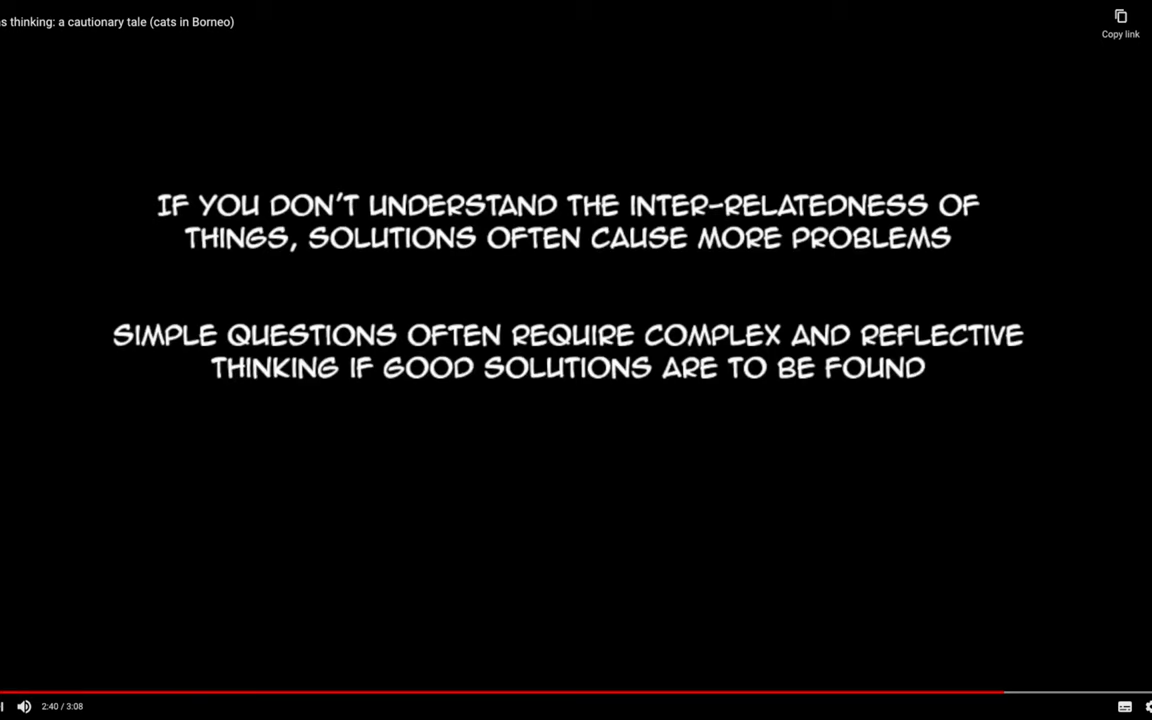 s thinking: a cautionary tale (cats in Borneo)
Copy link
IF YOU DON'T UNDERSTAND THE INTER-RELATEDNESS OF
THINGS, SOLUTIONS OFTEN CAUSE MORE PROBLEMS
SIMPLE QUESTIONS OFTEN REQUIRE COMPLEX AND REFLECTIVE
THINKING IF GOOD SOLUTIONS ARE TO BE FOUND
2:40 / 3:08